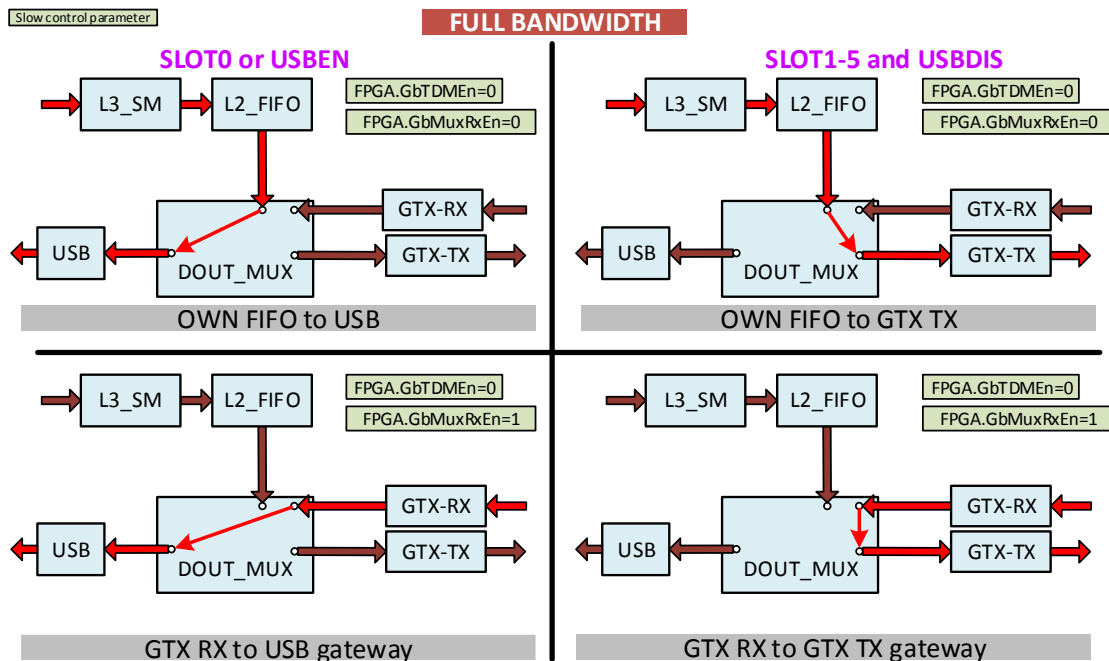 Slow control parameter
FULL BANDWIDTH
SLOT0 or USBEN
SLOT1-5 and USBDIS
L3_SM
L2_FIFO
FPGA.GbTDMEn=0
FPGA.GbMuxRxEn=0
GTX-RX
USB
GTX-TX
DOUT_MUX
OWN FIFO to USB
L3_SM
L2_FIFO
FPGA.GbTDMEn=0
FPGA.GbMuxRxEn=0
GTX-RX
USB
GTX-TX
DOUT_MUX
OWN FIFO to GTX TX
L3_SM
L2_FIFO
FPGA.GbTDMEn=0
FPGA.GbMuxRxEn=1
GTX-RX
USB
GTX-TX
DOUT_MUX
GTX RX to USB gateway
L3_SM
L2_FIFO
FPGA.GbTDMEn=0
FPGA.GbMuxRxEn=1
GTX-RX
USB
GTX-TX
DOUT_MUX
GTX RX to GTX TX gateway